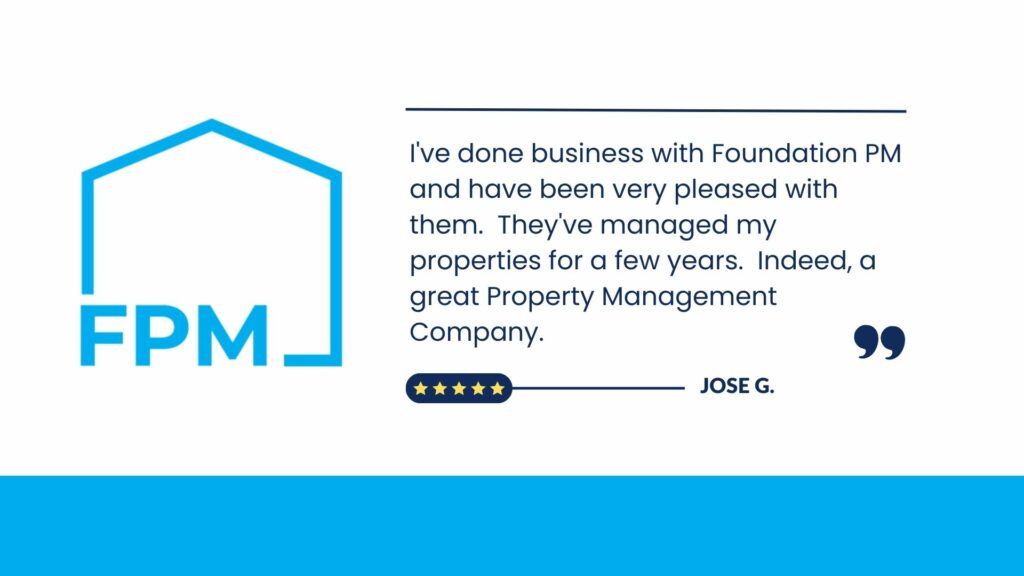 FPM
I've done business with Foundation PM
and have been very pleased with
them.  They've managed my
properties for a few years.  Indeed, a
great Property Management
Company.
”
JOSE G.